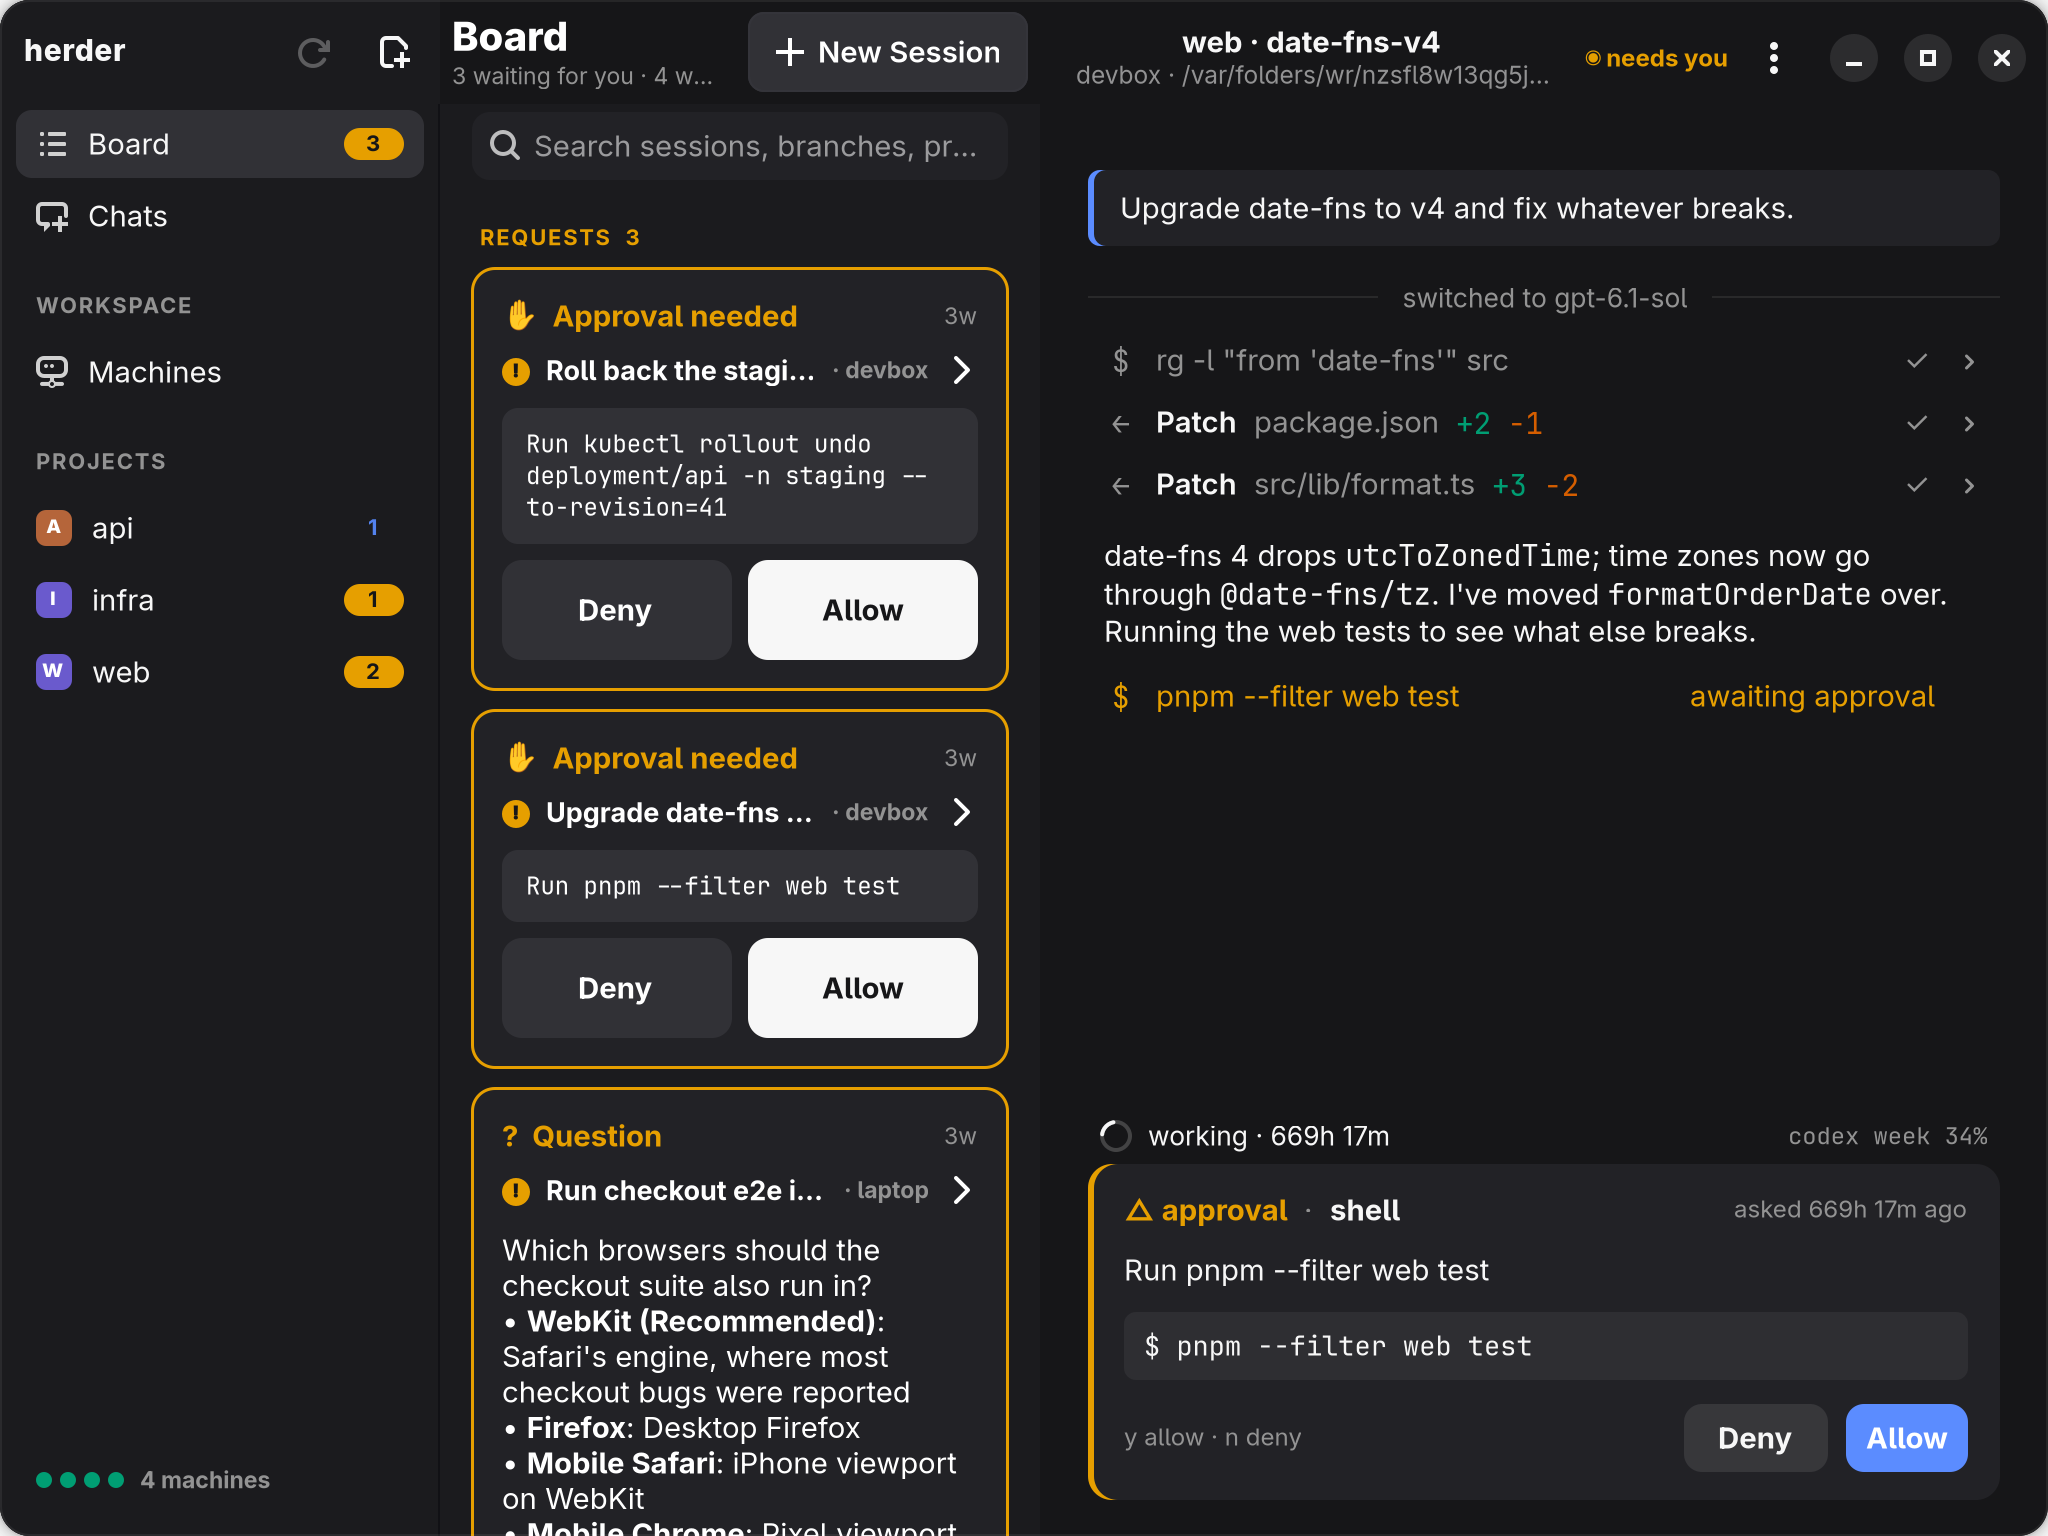 herder
Board 3
Chats
WORKSPACE
Machines
PROJECTS
A api 1
I infra 1
W web 2
4 machines
Board
3 waiting for you · 4 w...
New Session
Search sessions, branches, pr...
REQUESTS 3
✋ Approval needed 3w
! Roll back the stagi... · devbox
Run kubectl rollout undo
deployment/api -n staging --
to-revision=41
Deny Allow
✋ Approval needed 3w
! Upgrade date-fns ... · devbox
Run pnpm --filter web test
Deny Allow
? Question 3w
! Run checkout e2e i... · laptop
Which browsers should the
checkout suite also run in?
• WebKit (Recommended):
Safari's engine, where most
checkout bugs were reported
• Firefox: Desktop Firefox
• Mobile Safari: iPhone viewport
on WebKit
• Mobile Chrome: Pixel viewport
web · date-fns-v4
devbox · /var/folders/wr/nzsfl8w13qg5j...
needs you
Upgrade date-fns to v4 and fix whatever breaks.
switched to gpt-6.1-sol
$ rg -l "from 'date-fns'" src
← Patch package.json +2 -1
← Patch src/lib/format.ts +3 -2
date-fns 4 drops utcToZonedTime; time zones now go
through @date-fns/tz. I've moved formatOrderDate over.
Running the web tests to see what else breaks.
$ pnpm --filter web test awaiting approval
working · 669h 17m codex week 34%
△ approval · shell asked 669h 17m ago
Run pnpm --filter web test
$ pnpm --filter web test
y allow · n deny Deny Allow